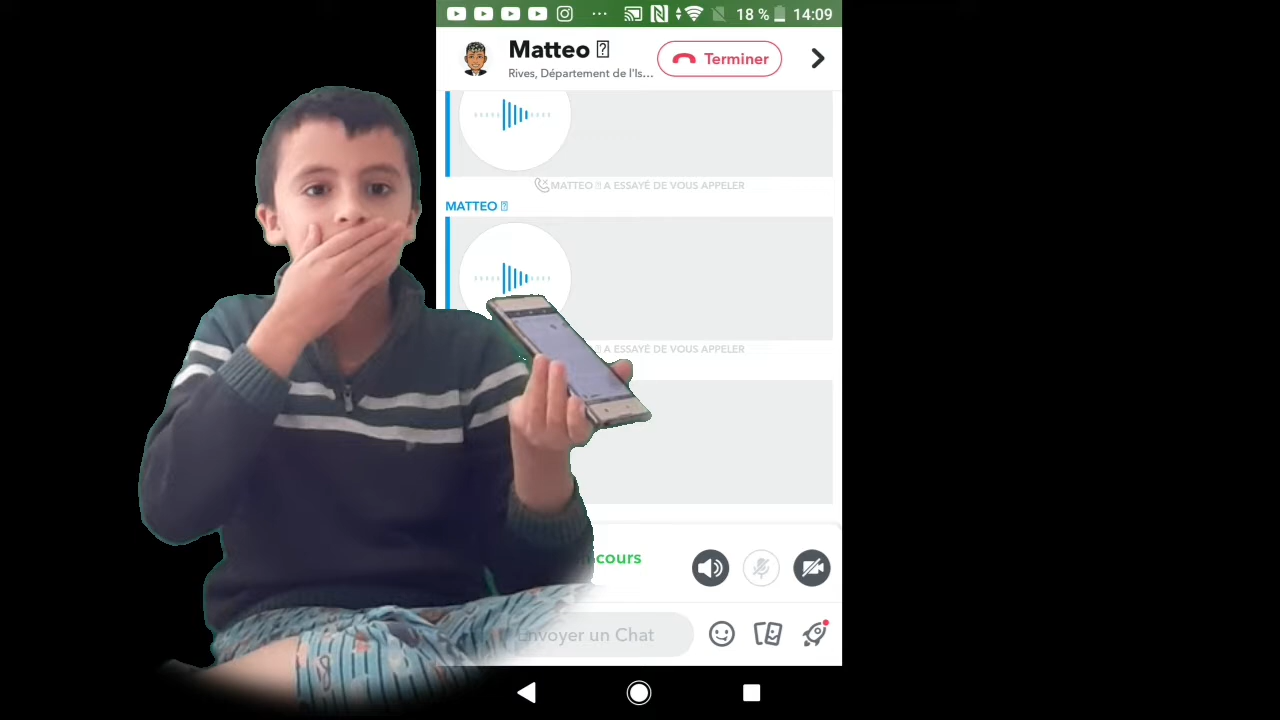 18 % 14:09
Matteo
Terminer
Rives, Département de l'Is...
MATTEO A ESSAYÉ DE VOUS APPELER
MATTEO
A ESSAYÉ DE VOUS APPELER
cours
Envoyer un Chat